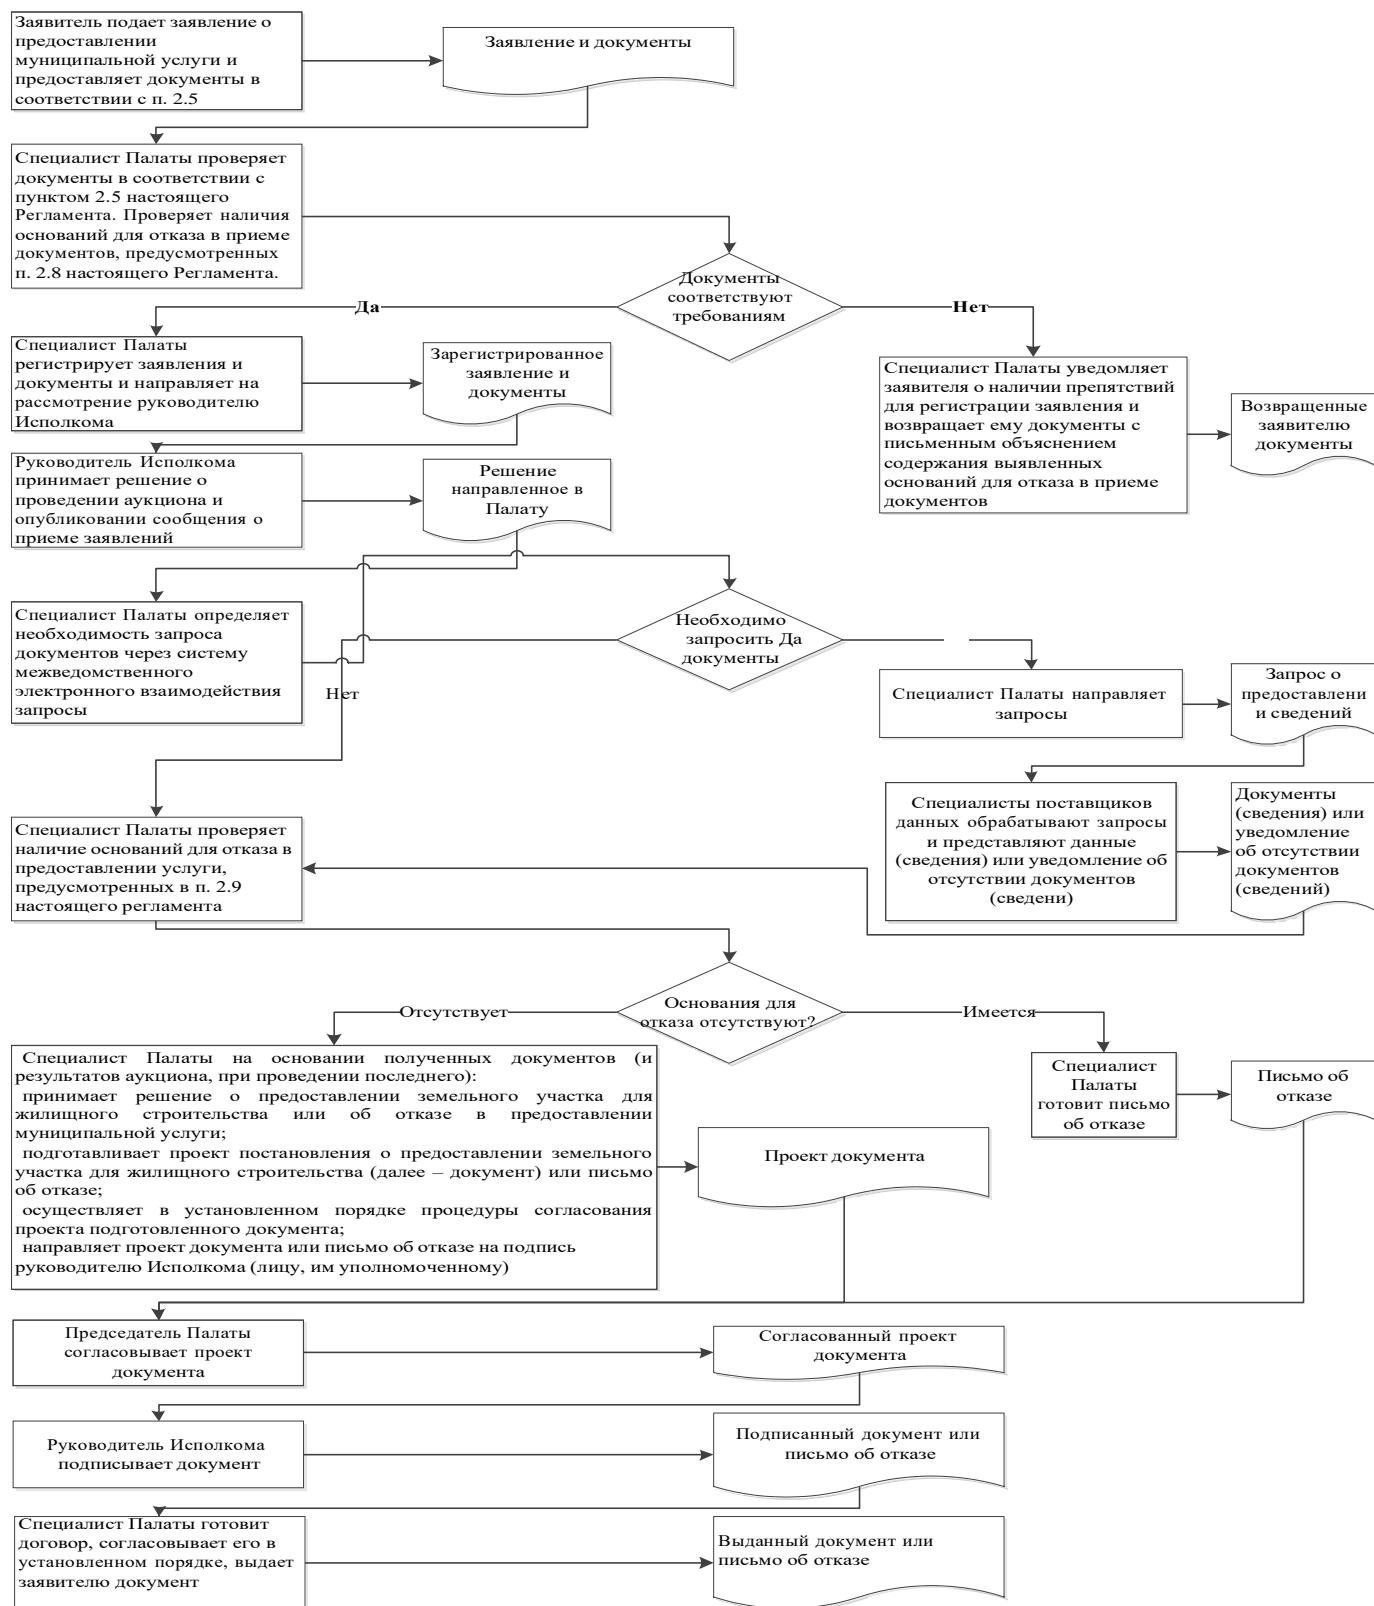 Заявитель подает заявление о
предоставлении
муниципальной услуги и
предоставляет документы в
соответствии с п. 2.5
Заявление и документы
Специалист Палаты проверяет
документы в соответствии с
пунктом 2.5 настоящего
Регламента. Проверяет наличия
оснований для отказа в приеме
документов, предусмотренных
п. 2.8 настоящего Регламента.
Документы
соответствуют
требованиям
Да
Нет
Специалист Палаты
регистрирует заявления и
документы и направляет на
рассмотрение руководителю
Исполкома
Зарегистрированное
заявление и
документы
Специалист Палаты уведомляет
заявителя о наличии препятствий
для регистрации заявления и
возвращает ему документы с
письменным объяснением
содержания выявленных
оснований для отказа в приеме
документов
Возвращенные
заявителю
документы
Руководитель Исполкома
принимает решение о
проведении аукциона и
опубликовании сообщения о
приеме заявлений
Решение
направленное в
Палату
Специалист Палаты определяет
необходимость запроса
документов через систему
межведомственного
электронного взаимодействия
запросы
Необходимо
запросить Да
документы
Нет
Специалист Палаты направляет
запросы
Запрос о
предоставлени
и сведений
Специалисты поставщиков
данных обрабатывают запросы
и представляют данные
(сведения) или уведомление об
отсутствии документов
(сведени)
Документы
(сведения) или
уведомление
об отсутствии
документов
(сведений)
Специалист Палаты проверяет
наличие оснований для отказа в
предоставлении услуги,
предусмотренных в п. 2.9
настоящего регламента
Основания для
отказа отсутствуют?
Отсутствует
Имеется
Специалист Палаты на основании полученных документов (и
результатов аукциона, при проведении последнего):
принимает решение о предоставлении земельного участка для
жилищного строительства или об отказе в предоставлении
муниципальной услуги;
подготавливает проект постановления о предоставлении земельного
участка для жилищного строительства (далее – документ) или письмо
об отказе;
осуществляет в установленном порядке процедуры согласования
проекта подготовленного документа;
направляет проект документа или письмо об отказе на подпись
руководителю Исполкома (лицу, им уполномоченному)
Проект документа
Специалист
Палаты
готовит письмо
об отказе
Письмо об
отказе
Председатель Палаты
согласовывает проект
документа
Согласованный проект
документа
Руководитель Исполкома
подписывает документ
Подписанный документ или
письмо об отказе
Специалист Палаты готовит
договор, согласовывает его в
установленном порядке, выдает
заявителю документ
Выданный документ или
письмо об отказе